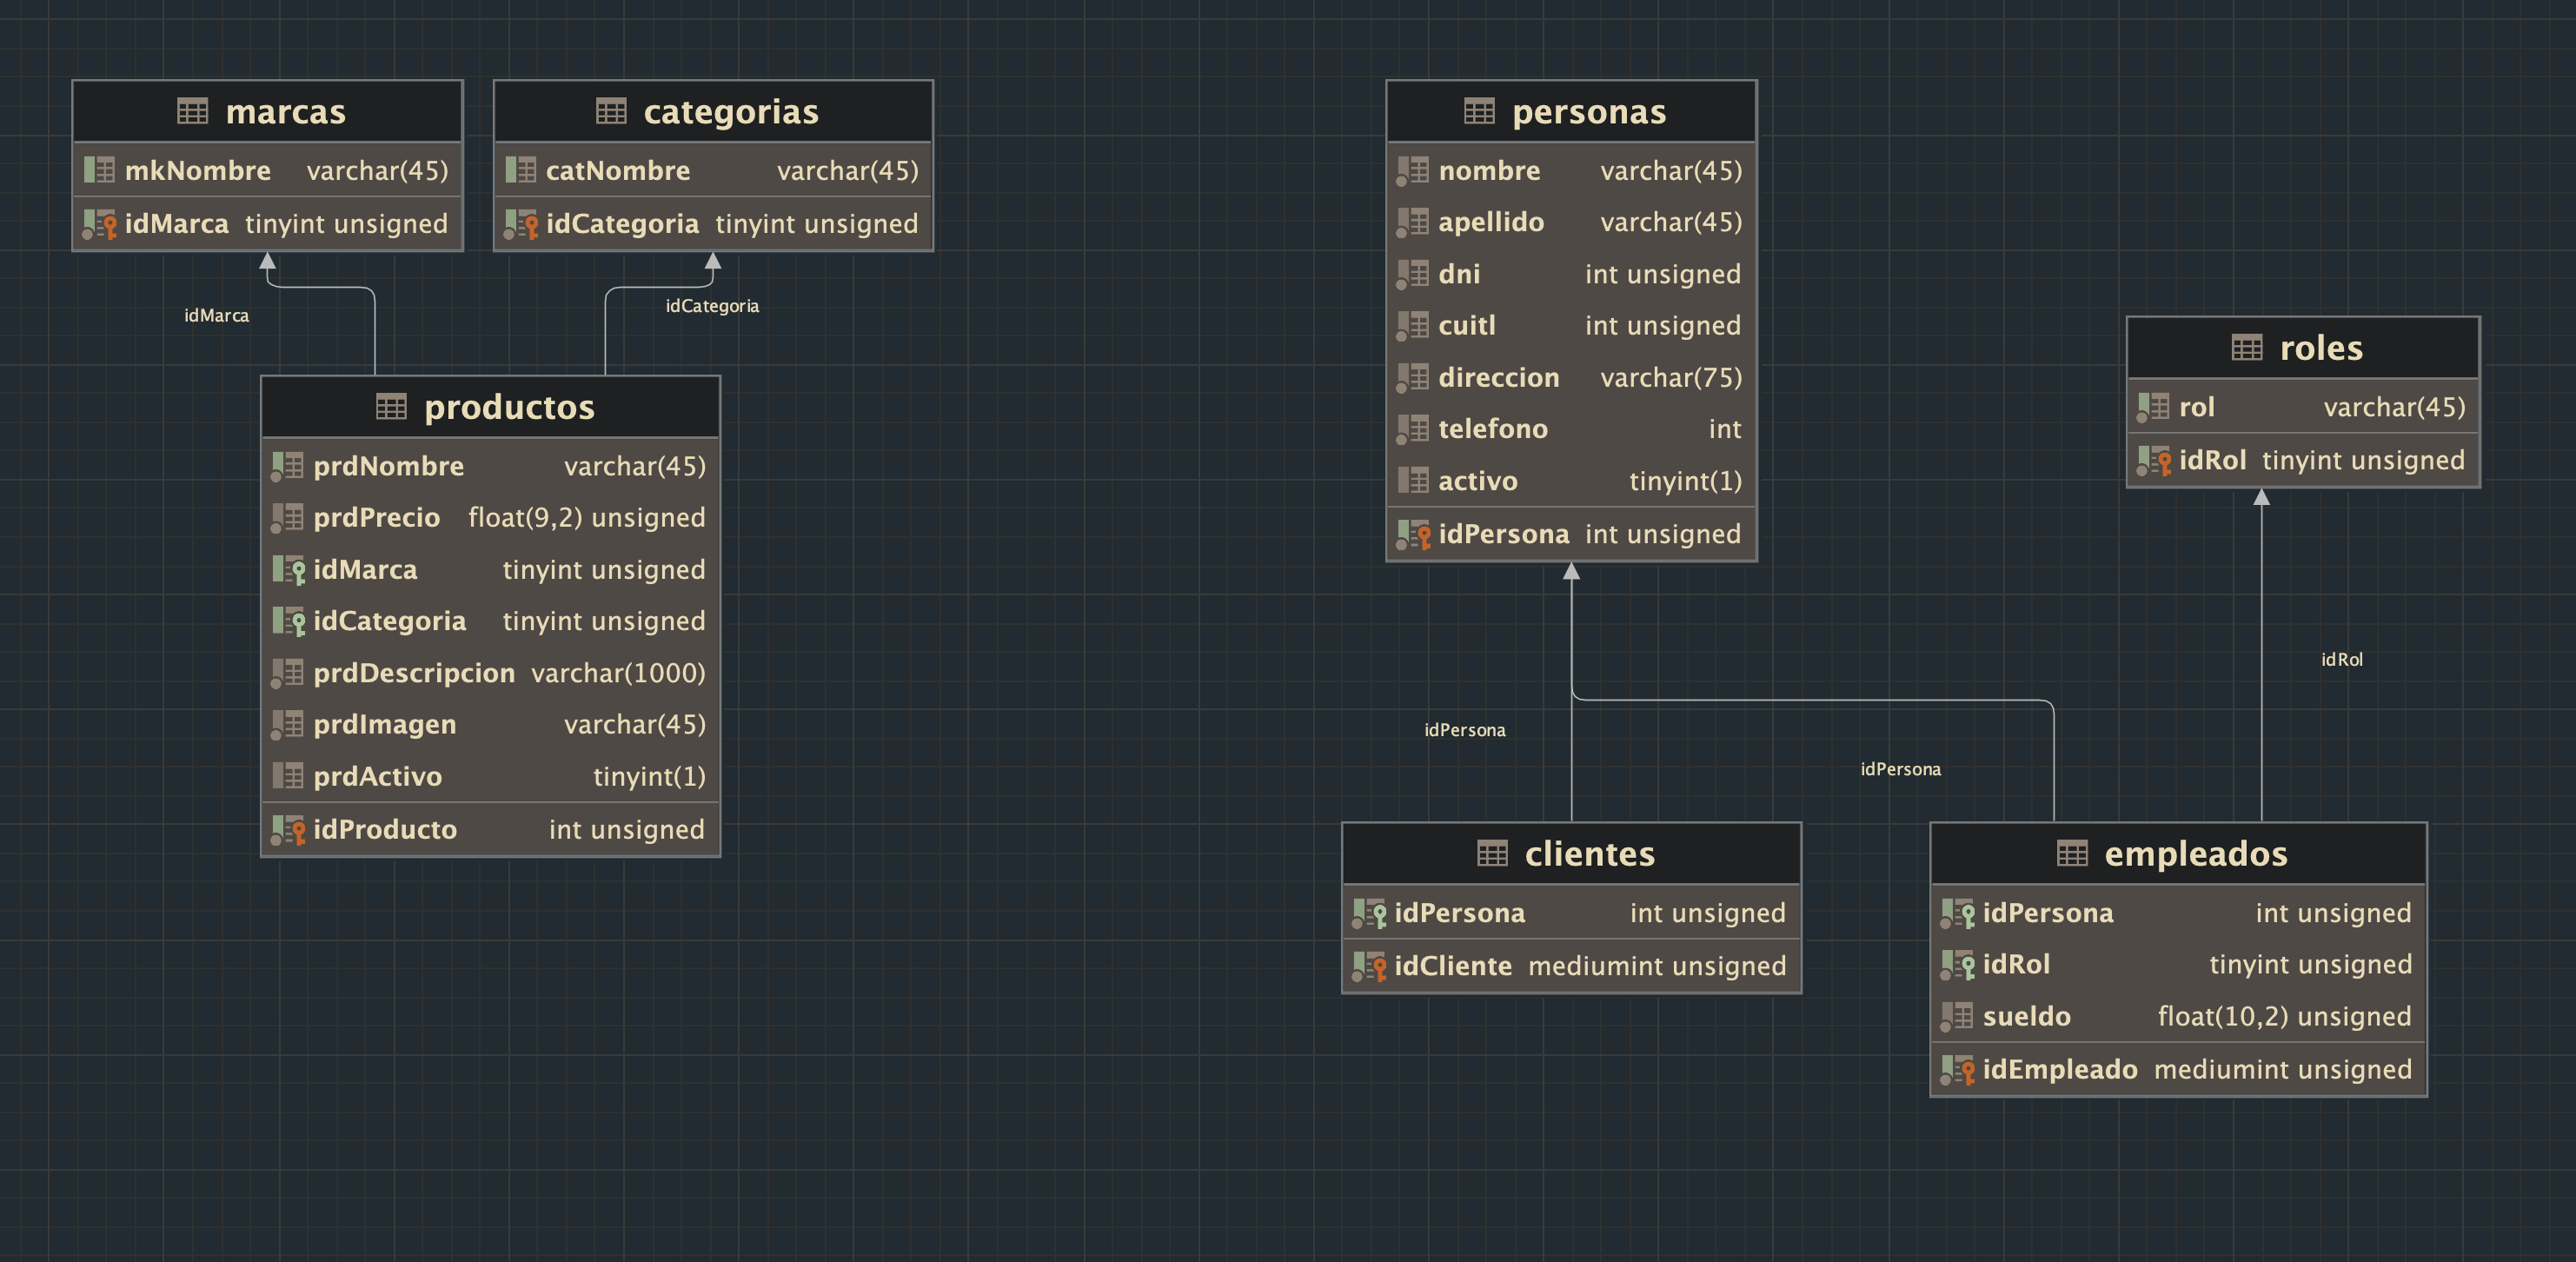 marcas
mkNombre varchar(45)
idMarca tinyint unsigned
categorias
catNombre varchar(45)
idCategoria tinyint unsigned
idMarca
idCategoria
productos
prdNombre varchar(45)
prdPrecio float(9,2) unsigned
idMarca tinyint unsigned
idCategoria tinyint unsigned
prdDescripcion varchar(1000)
prdImagen varchar(45)
prdActivo tinyint(1)
idProducto int unsigned
personas
nombre varchar(45)
apellido varchar(45)
dni int unsigned
cuitl int unsigned
direccion varchar(75)
telefono int
activo tinyint(1)
idPersona int unsigned
roles
rol varchar(45)
idRol tinyint unsigned
idRol
idPersona
idPersona
clientes
idPersona int unsigned
idCliente mediumint unsigned
empleados
idPersona int unsigned
idRol tinyint unsigned
sueldo float(10,2) unsigned
idEmpleado mediumint unsigned